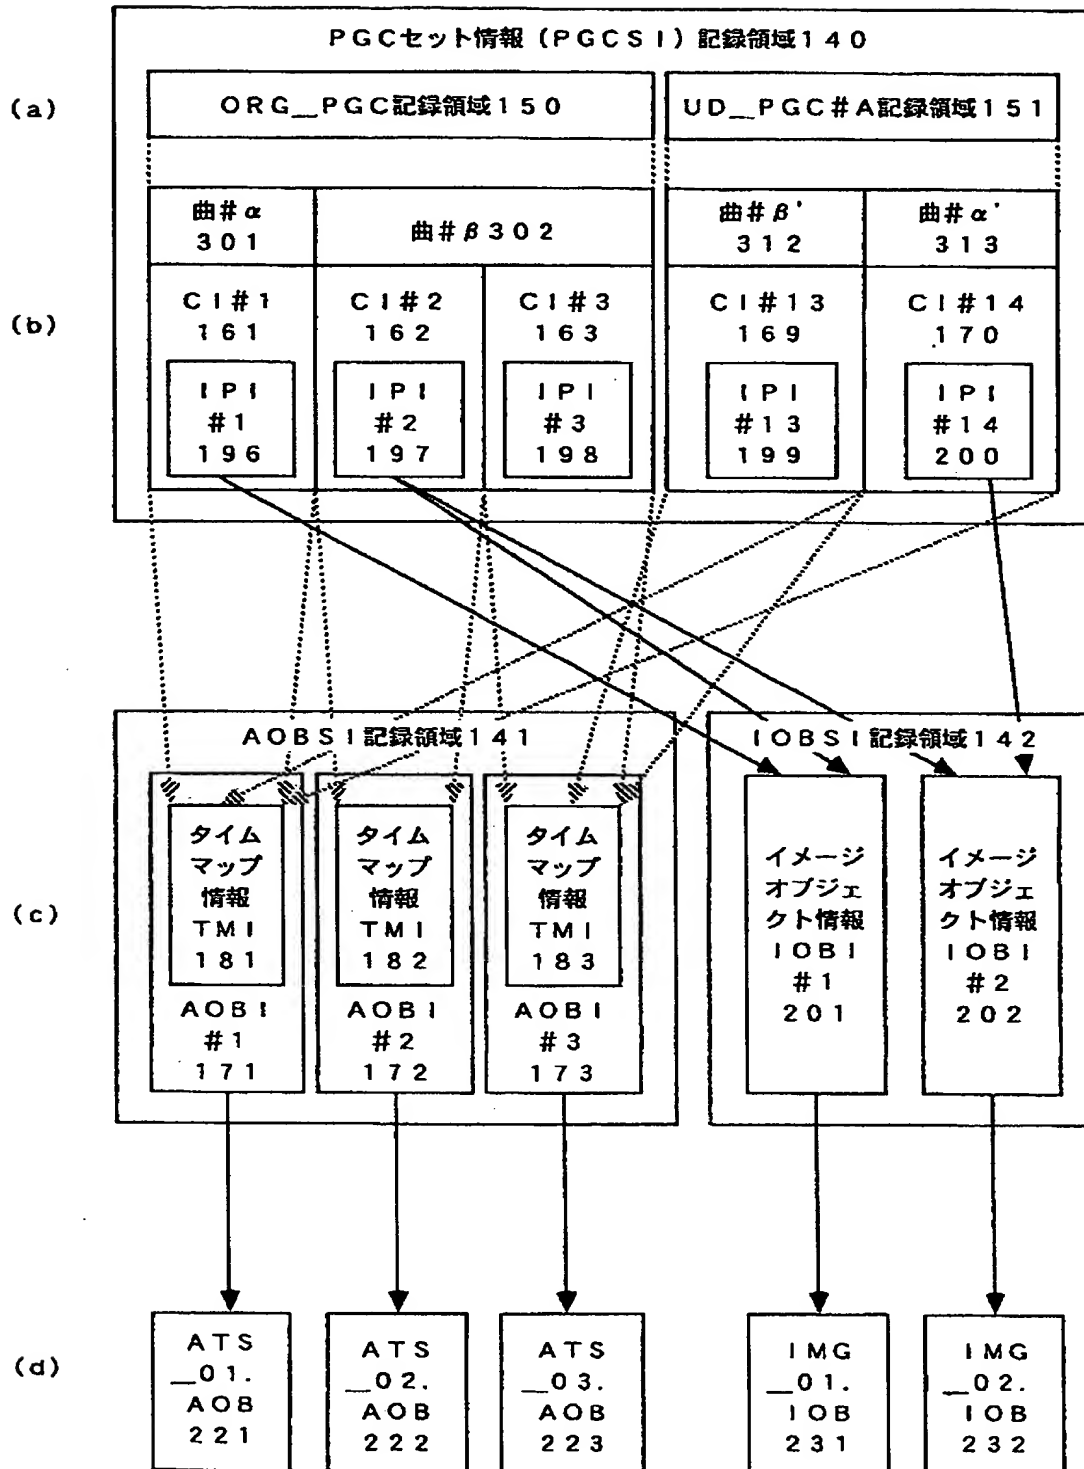 PGCセット情報(PGCSI)記録領域140
(a)
ORG__PGC記録領域150
UD__PGC#A記録領域151
曲#α
301
曲#β302
曲#β'
312
曲#α'
313
(b)
CI#1
161
CI#2
162
CI#3
163
CI#13
169
CI#14
170
IPI
#1
196
IPI
#2
197
IPI
#3
198
IPI
#13
199
IPI
#14
200
AOBSI記録領域141
IOBSI記録領域142
(c)
タイム
マップ
情報
TMI
181
AOBI
#1
171
タイム
マップ
情報
TMI
182
AOBI
#2
172
タイム
マップ
情報
TMI
183
AOBI
#3
173
イメージ
オブジェ
クト情報
IOBI
#1
201
イメージ
オブジェ
クト情報
IOBI
#2
202
(d)
ATS
__01.
AOB
221
ATS
__02.
AOB
222
ATS
__03.
AOB
223
IMG
__01.
IOB
231
IMG
__02.
IOB
232